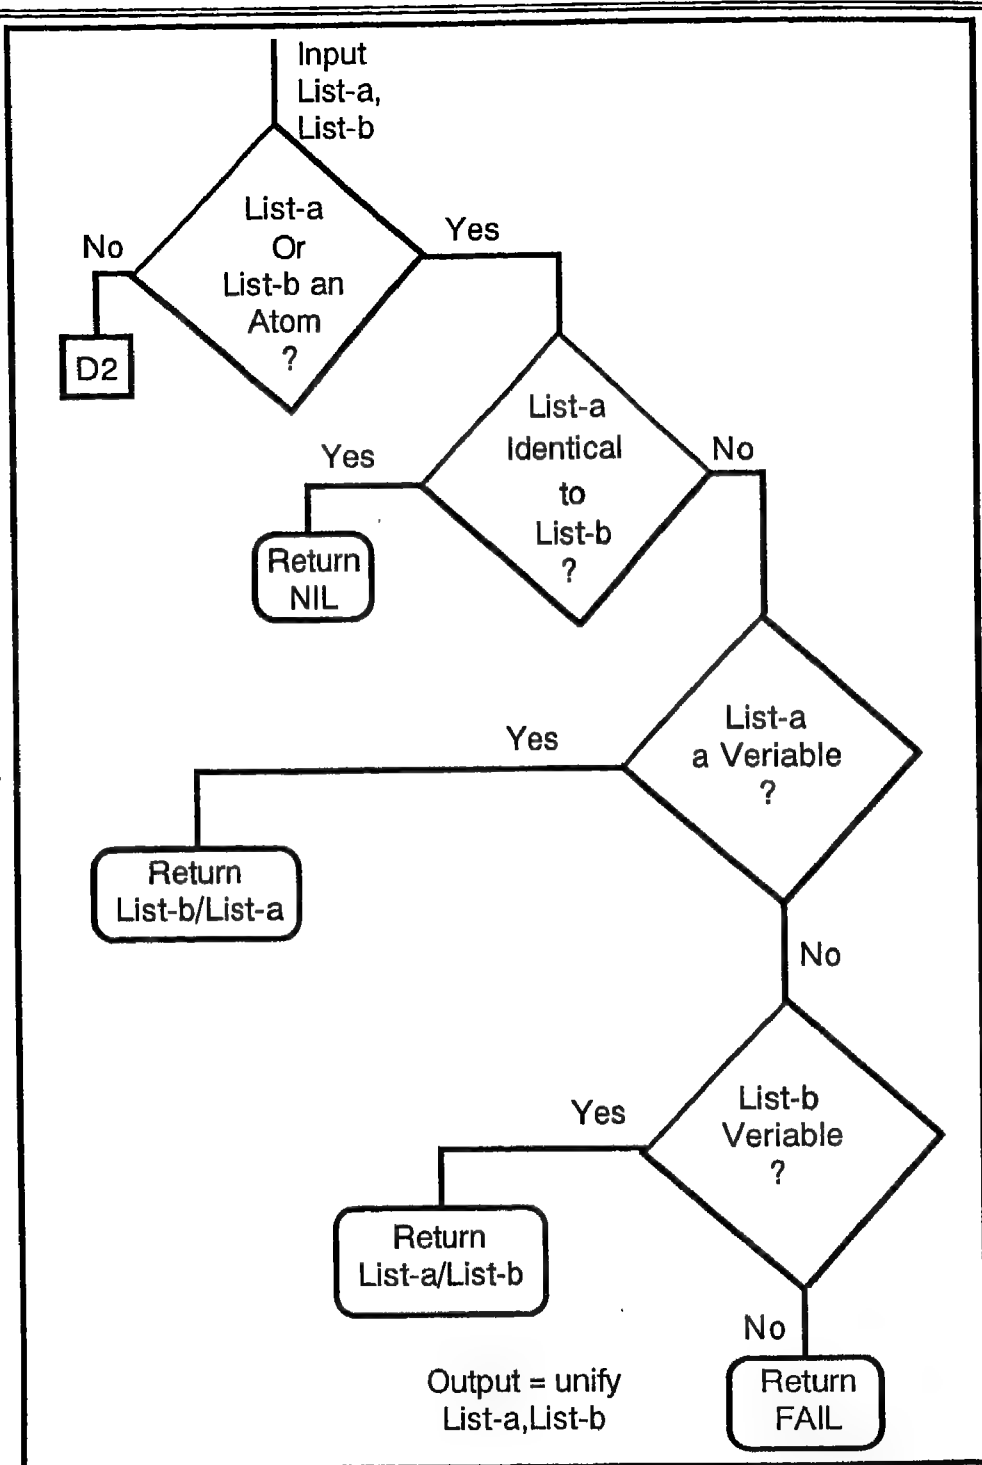 Input
List-a,
List-b
List-a
Or
List-b an
Atom
?
No
Yes
D2
List-a
Identical
to
List-b
?
Yes
No
Return
NIL
List-a
a Veriable
?
Yes
Return
List-b/List-a
No
List-b
Veriable
?
Yes
Return
List-a/List-b
No
Return
FAIL
Output = unify
List-a,List-b